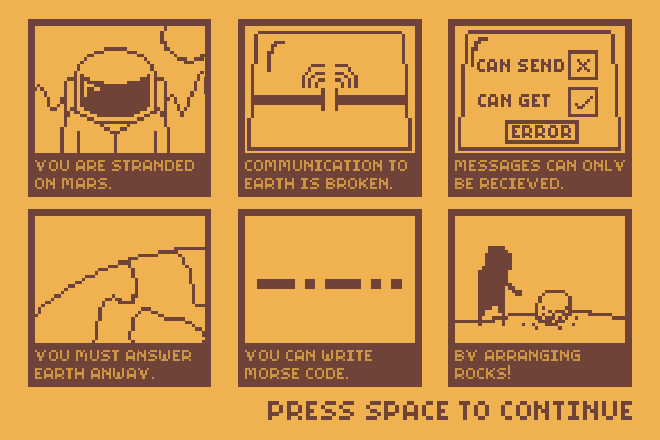 YOU ARE STRANDED
ON MARS.
COMMUNICATION TO
EARTH IS BROKEN.
CAN SEND
CAN GET
ERROR
MESSAGES CAN ONLY
BE RECIEVED.
YOU MUST ANSWER
EARTH ANWAY.
YOU CAN WRITE
MORSE CODE.
BY ARRANGING
ROCKS!
PRESS SPACE TO CONTINUE